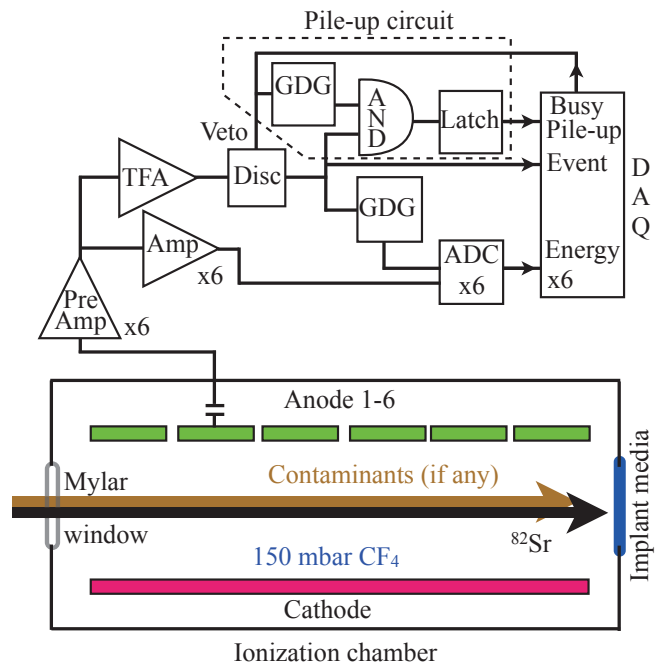 Pile-up circuit
GDG
A
N
D
Latch
Busy
Pile-up
Veto
TFA
Disc
Event
D
A
Q
GDG
Amp
x6
ADC
x6
Energy
x6
Pre
Amp
x6
Anode 1-6
Mylar
window
Contaminants (if any)
82Sr
Implant media
150 mbar CF4
Cathode
Ionization chamber